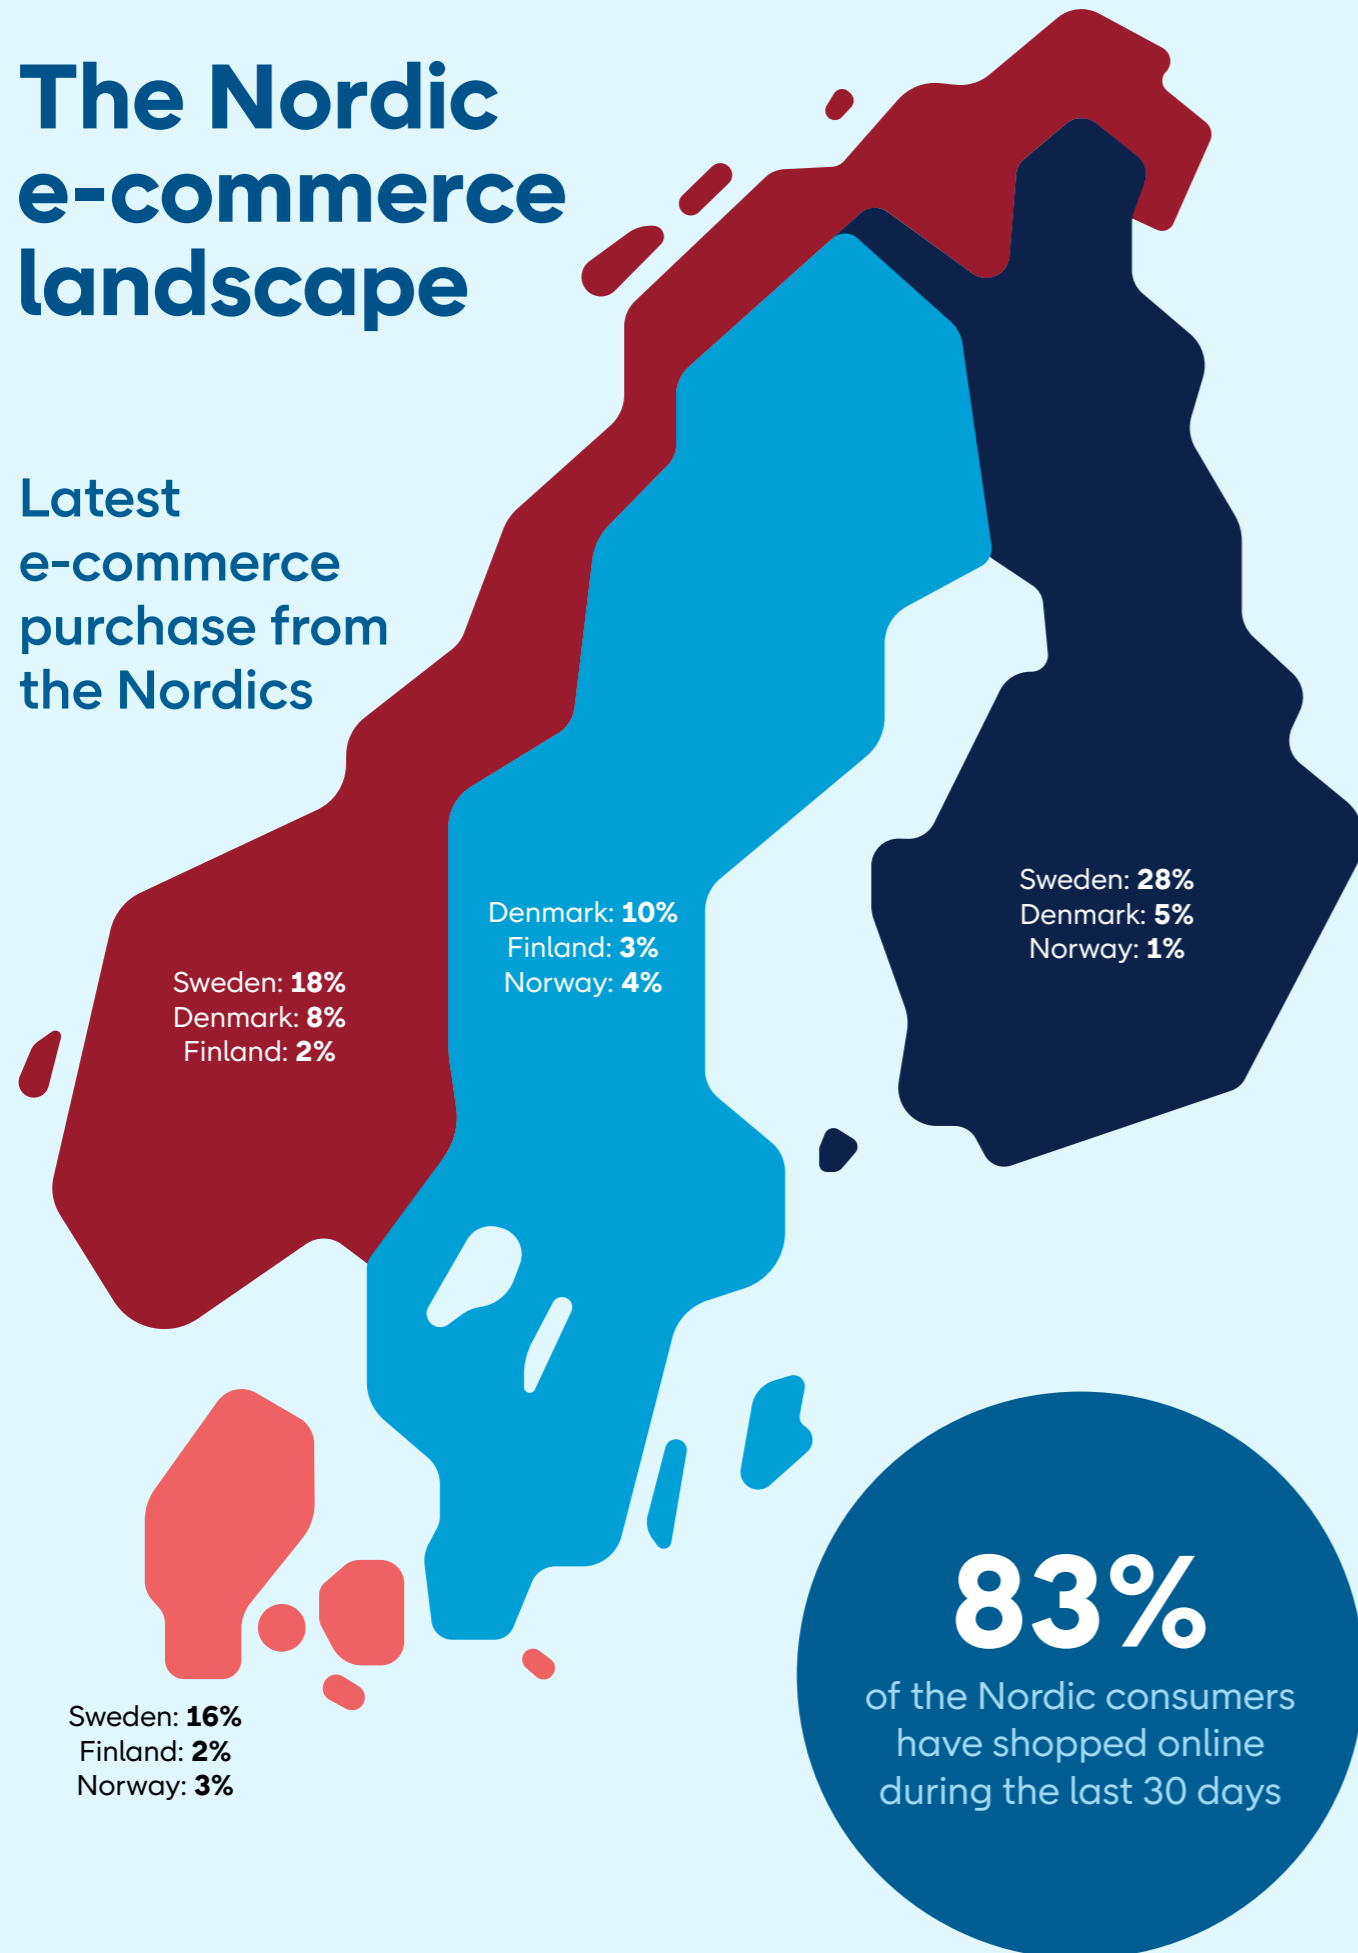 The Nordic
e-commerce
landscape
Latest
e-commerce
purchase from
the Nordics
Sweden: 28%
Denmark: 5%
Norway: 1%
Denmark: 10%
Finland: 3%
Norway: 4%
Sweden: 18%
Denmark: 8%
Finland: 2%
Sweden: 16%
Finland: 2%
Norway: 3%
83%
of the Nordic consumers
have shopped online
during the last 30 days